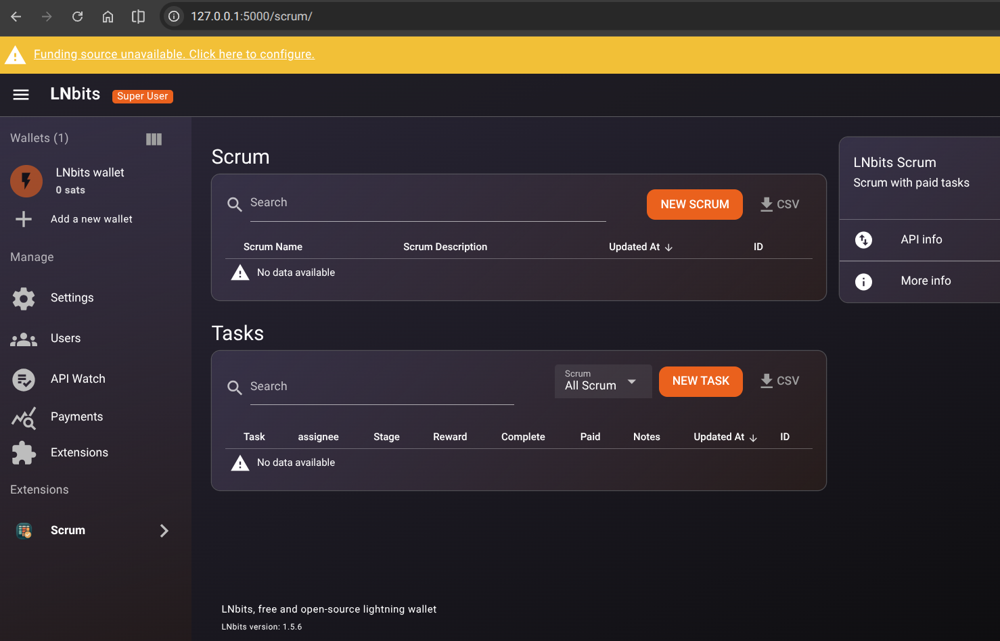 127.0.0.1:5000/scrum/
Funding source unavailable. Click here to configure.
LNbits Super User
Wallets (1)
LNbits wallet
0 sats
Add a new wallet
Manage
Settings
Users
API Watch
Payments
Extensions
Extensions
Scrum
Scrum
Search
NEW SCRUM CSV
Scrum Name Scrum Description Updated At ID
No data available
Tasks
Search
Scrum
All Scrum
NEW TASK CSV
Task assignee Stage Reward Complete Paid Notes Updated At ID
No data available
LNbits Scrum
Scrum with paid tasks
API info
More info
LNbits, free and open-source lightning wallet
LNbits version: 1.5.6